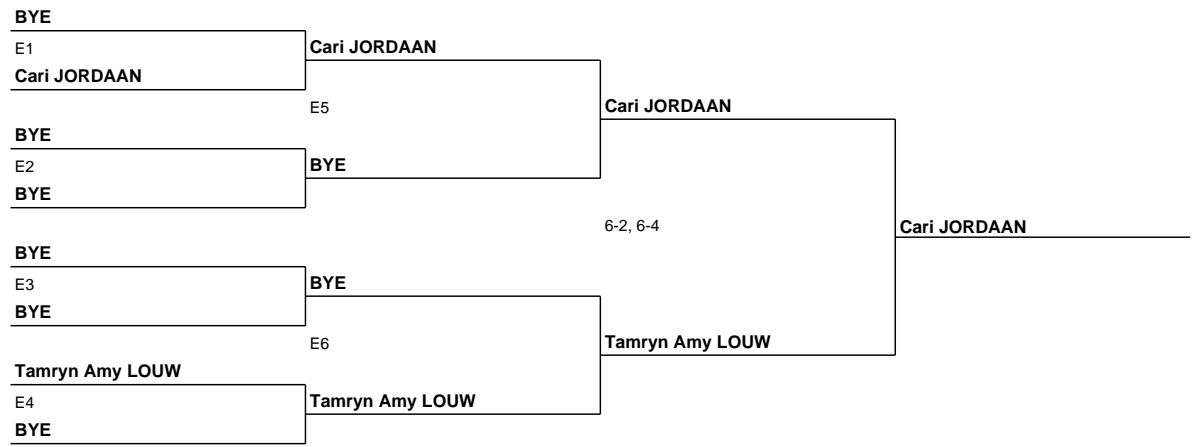 BYE
E1
Cari JORDAAN
Cari JORDAAN
E5
Cari JORDAAN
BYE
E2
BYE
BYE
6-2, 6-4
Cari JORDAAN
BYE
E3
BYE
BYE
E6
Tamryn Amy LOUW
Tamryn Amy LOUW
E4
Tamryn Amy LOUW
BYE